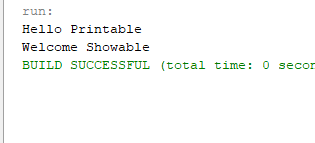 run:
Hello Printable
Welcome Showable
BUILD SUCCESSFUL (total time: 0